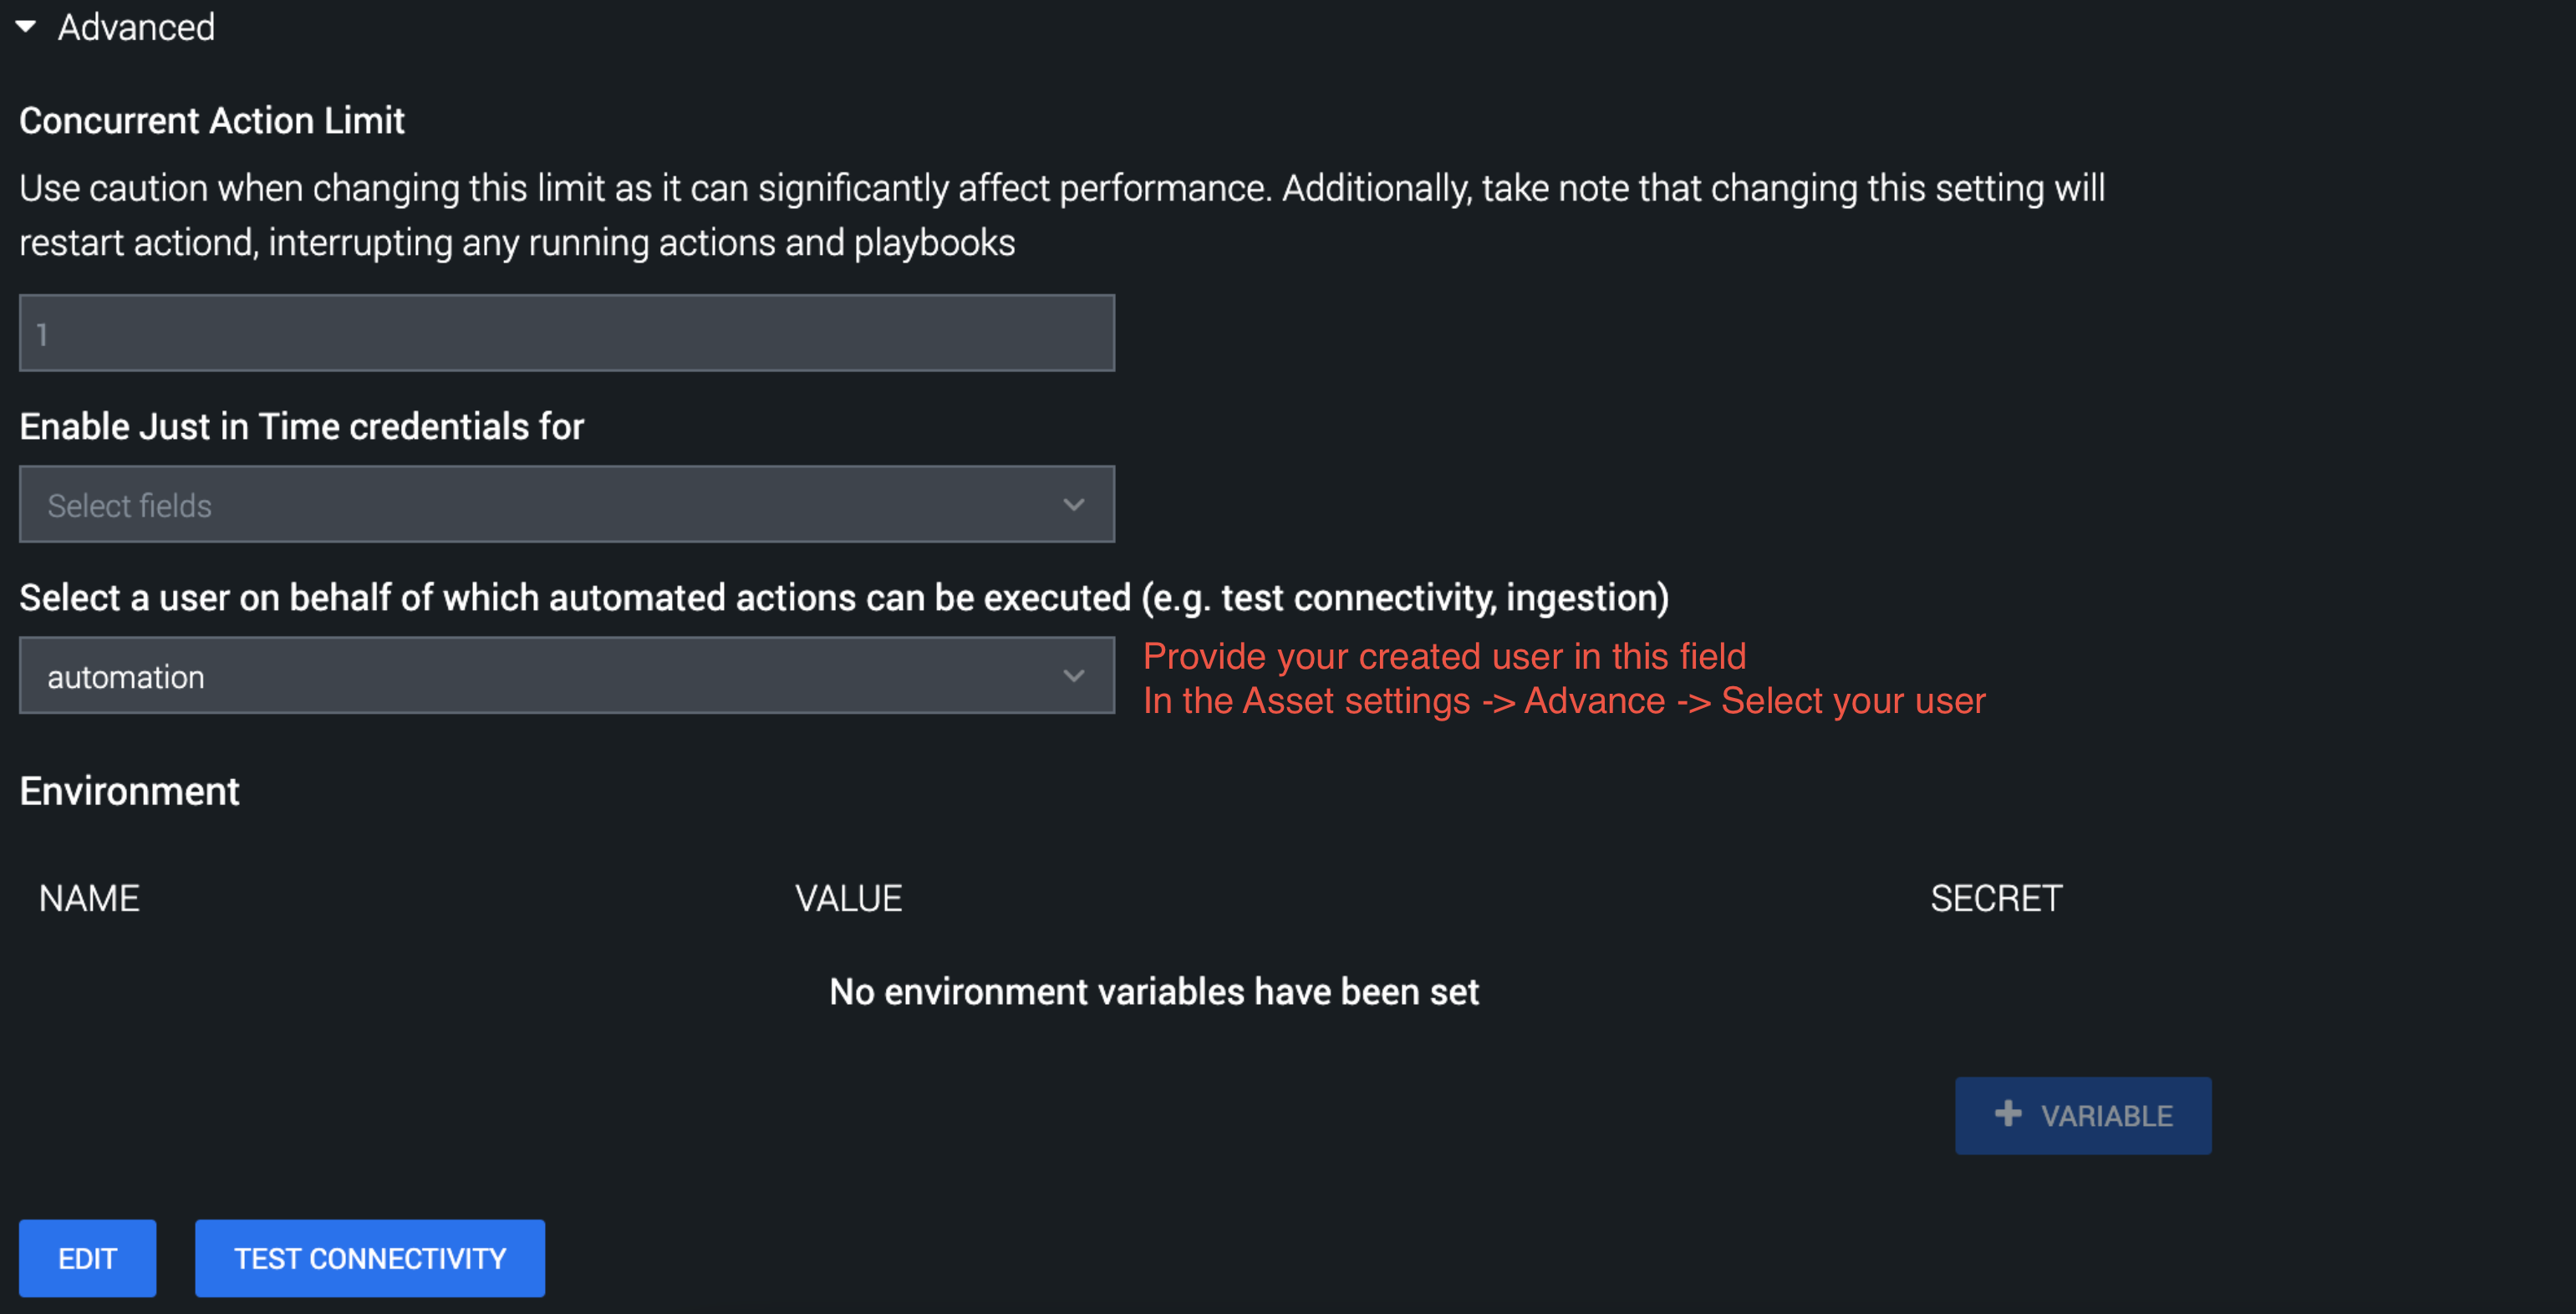 Advanced
Concurrent Action Limit
Use caution when changing this limit as it can significantly affect performance. Additionally, take note that changing this setting will
restart actiond, interrupting any running actions and playbooks
1
Enable Just in Time credentials for
Select fields
Select a user on behalf of which automated actions can be executed (e.g. test connectivity, ingestion)
automation
Provide your created user in this field
In the Asset settings -> Advance -> Select your user
Environment
NAME VALUE SECRET
No environment variables have been set
+ VARIABLE
EDIT TEST CONNECTIVITY